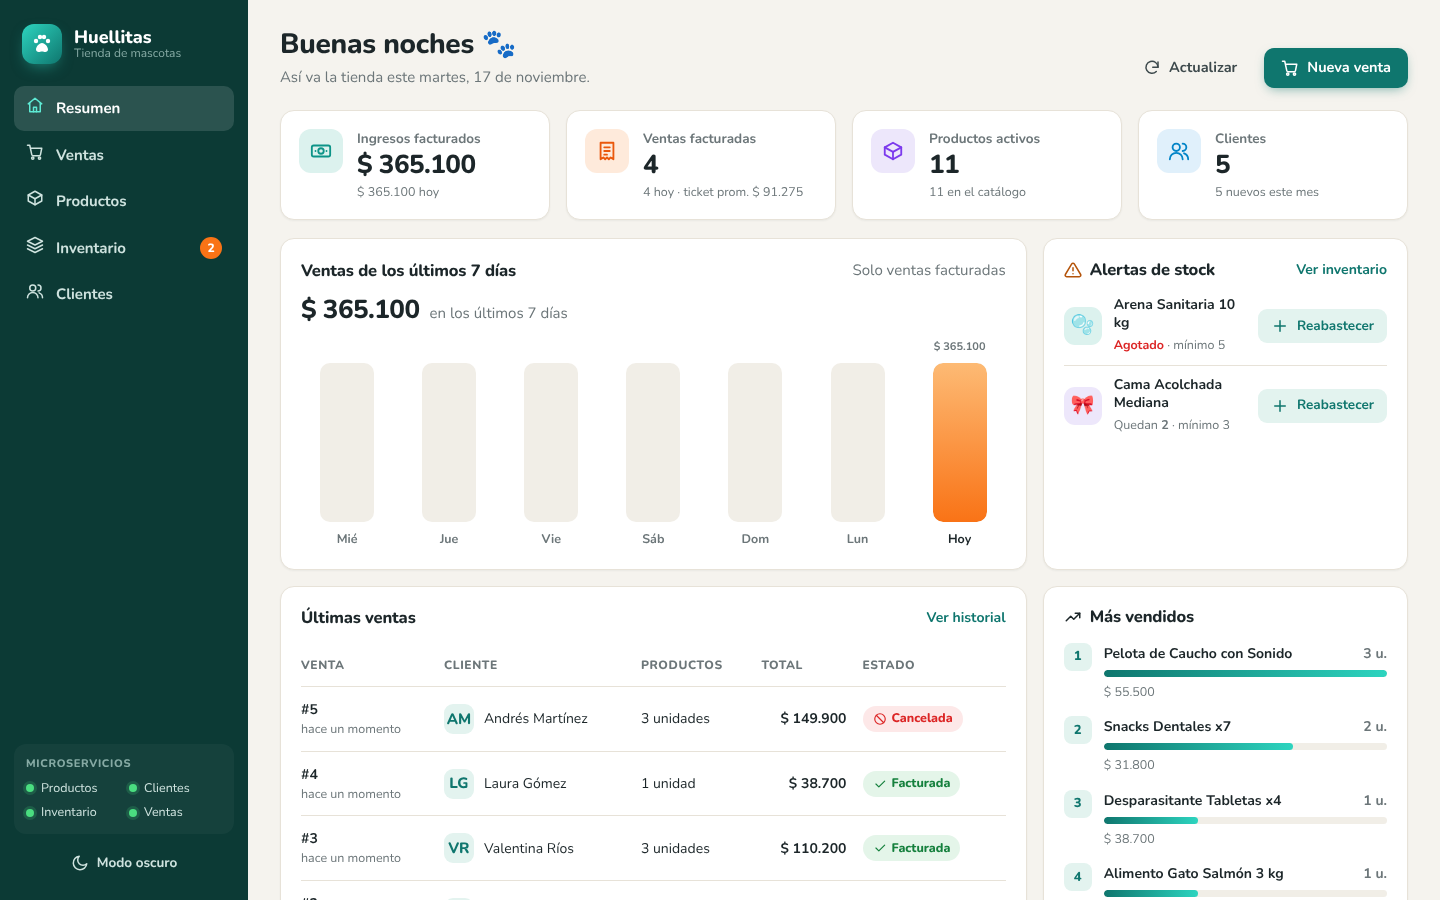 Huellitas
Tienda de mascotas
Resumen
Ventas
Productos
Inventario 2
Clientes
MICROSERVICIOS
Productos Clientes
Inventario Ventas
Modo oscuro
Buenas noches
Así va la tienda este martes, 17 de noviembre.
Actualizar
Nueva venta
Ingresos facturados
$ 365.100
$ 365.100 hoy
Ventas facturadas
4
4 hoy · ticket prom. $ 91.275
Productos activos
11
11 en el catálogo
Clientes
5
5 nuevos este mes
Ventas de los últimos 7 días
Solo ventas facturadas
$ 365.100 en los últimos 7 días
$ 365.100
Mié Jue Vie Sáb Dom Lun Hoy
Alertas de stock
Ver inventario
Arena Sanitaria 10
kg
Agotado · mínimo 5
Reabastecer
Cama Acolchada
Mediana
Quedan 2 · mínimo 3
Reabastecer
Últimas ventas
Ver historial
VENTA CLIENTE PRODUCTOS TOTAL ESTADO
#5
hace un momento
AM Andrés Martínez 3 unidades $ 149.900 Cancelada
#4
hace un momento
LG Laura Gómez 1 unidad $ 38.700 Facturada
#3
hace un momento
VR Valentina Ríos 3 unidades $ 110.200 Facturada
Más vendidos
1 Pelota de Caucho con Sonido 3 u.
$ 55.500
2 Snacks Dentales x7 2 u.
$ 31.800
3 Desparasitante Tabletas x4 1 u.
$ 38.700
4 Alimento Gato Salmón 3 kg 1 u.